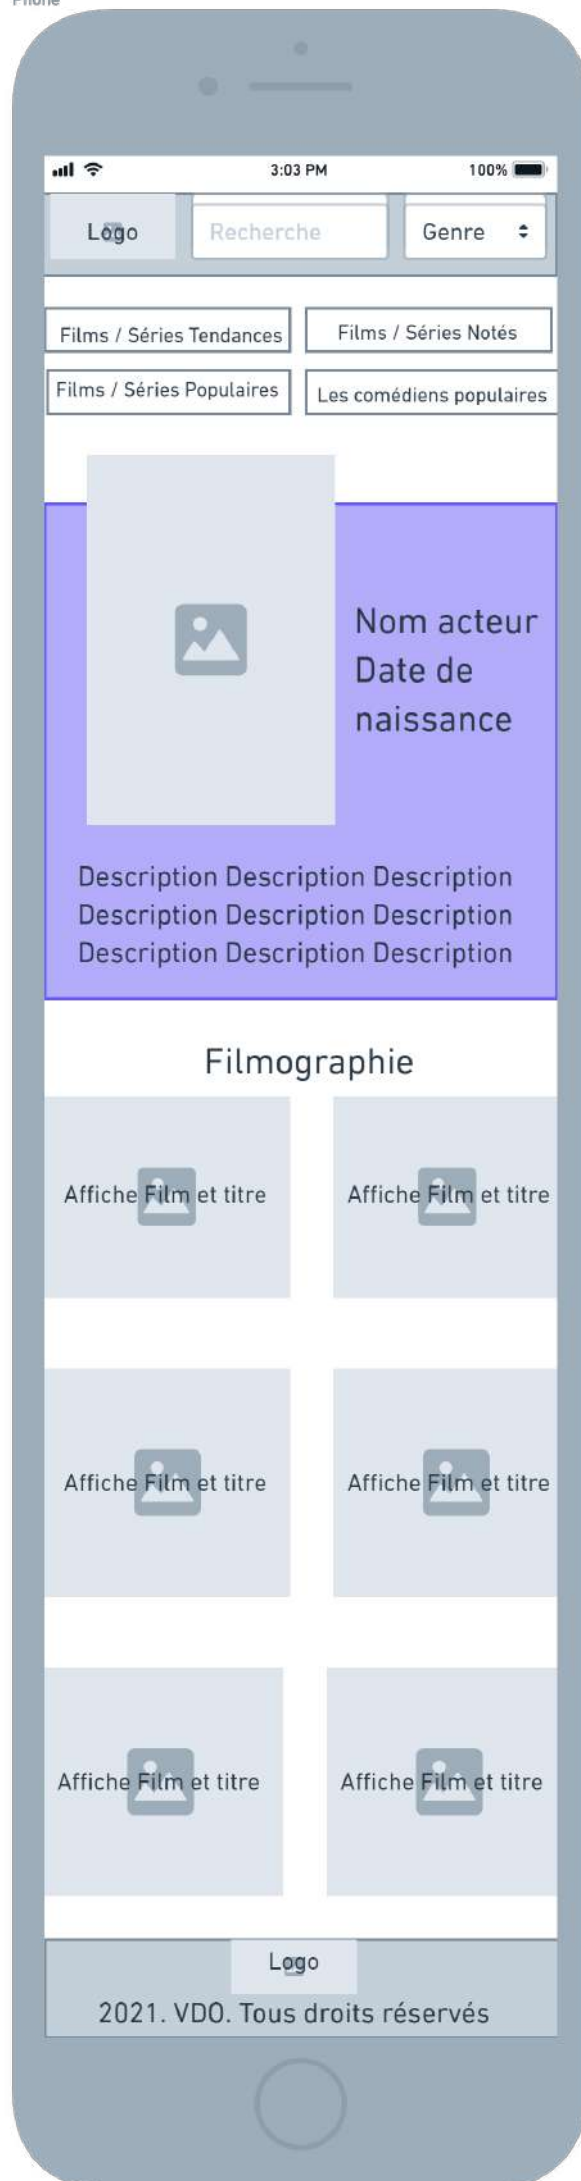 Phone
3:03 PM
100%
Logo
Recherche
Genre
Films / Séries Tendances
Films / Séries Notés
Films / Séries Populaires
Les comédiens populaires
Nom acteur
Date de
naissance
Description Description Description
Description Description Description
Description Description Description
Filmographie
Affiche Film et titre
Affiche Film et titre
Affiche Film et titre
Affiche Film et titre
Affiche Film et titre
Affiche Film et titre
Logo
2021. VDO. Tous droits réservés